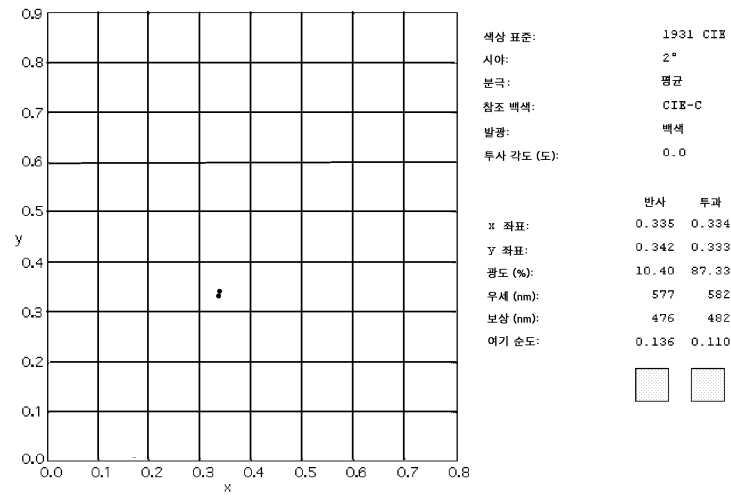 0.9
0.8
0.7
0.6
0.5
y
0.4
0.3
0.2
0.1
0.0
0.0 0.1 0.2 0.3 0.4 0.5 0.6 0.7 0.8
x
색상 표준: 1931 CIE
시야: 2°
분극: 평균
참조 백색: CIE-C
발광: 백색
투사 각도 (도): 0.0
반사 투과
x 좌표: 0.335 0.334
y 좌표: 0.342 0.333
광도 (%): 10.40 87.33
우세 (nm): 577 582
보상 (nm): 476 482
여기 순도: 0.136 0.110